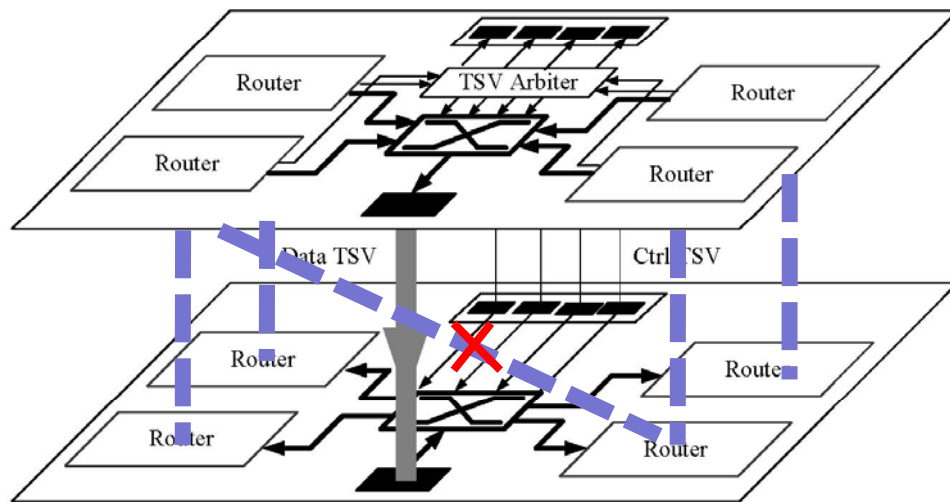 Router
TSV Arbiter
Router
Router
Router
Data TSV
Ctrl TSV
Router
Router
Router
Router